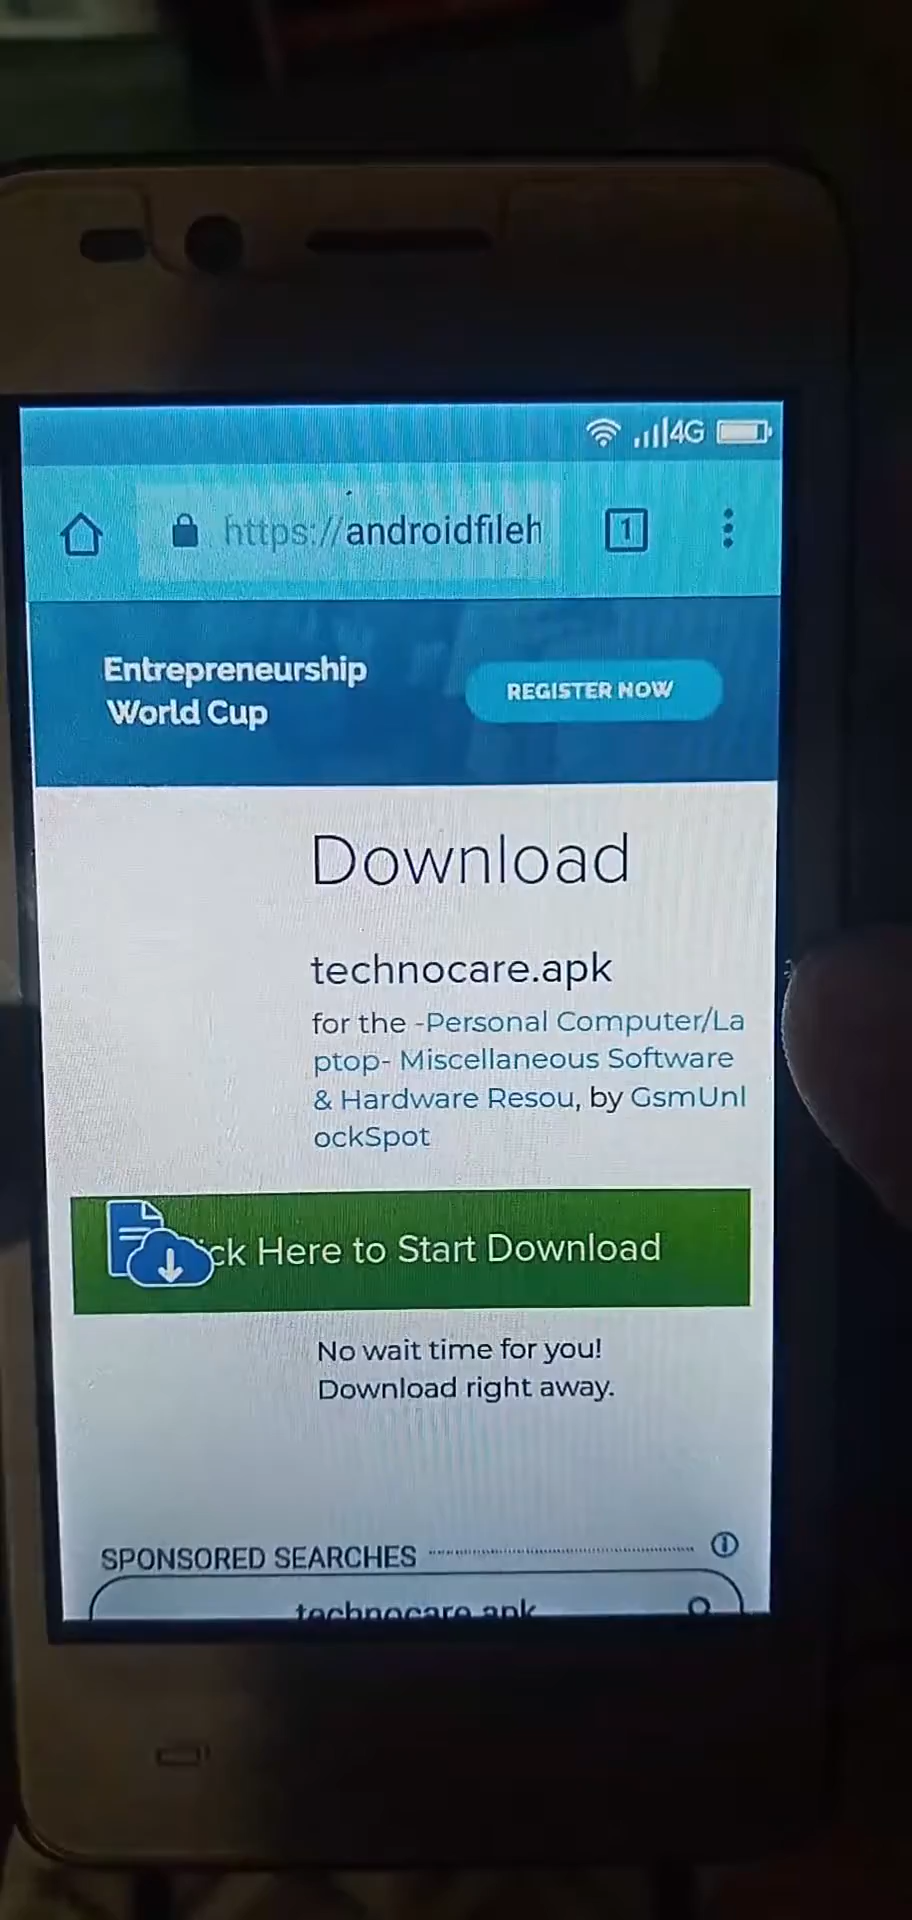 4G
https://androidfileh
1
Entrepreneurship
World Cup
REGISTER NOW
Download
technocare.apk
for the -Personal Computer/La
ptop- Miscellaneous Software
& Hardware Resou, by GsmUnl
ockSpot
ck Here to Start Download
No wait time for you!
Download right away.
SPONSORED SEARCHES
technocare.apk